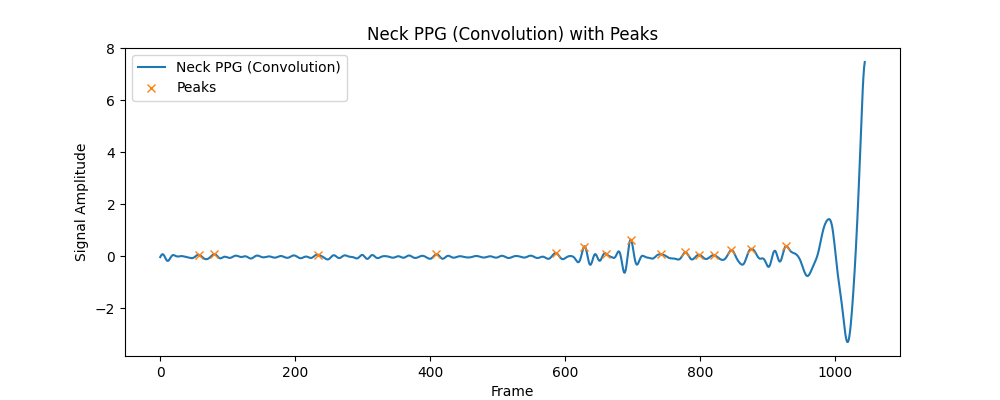 Neck PPG (Convolution) with Peaks
8
Neck PPG (Convolution)
Peaks
6
4
2
0
−2
Signal Amplitude
0 200 400 600 800 1000
Frame